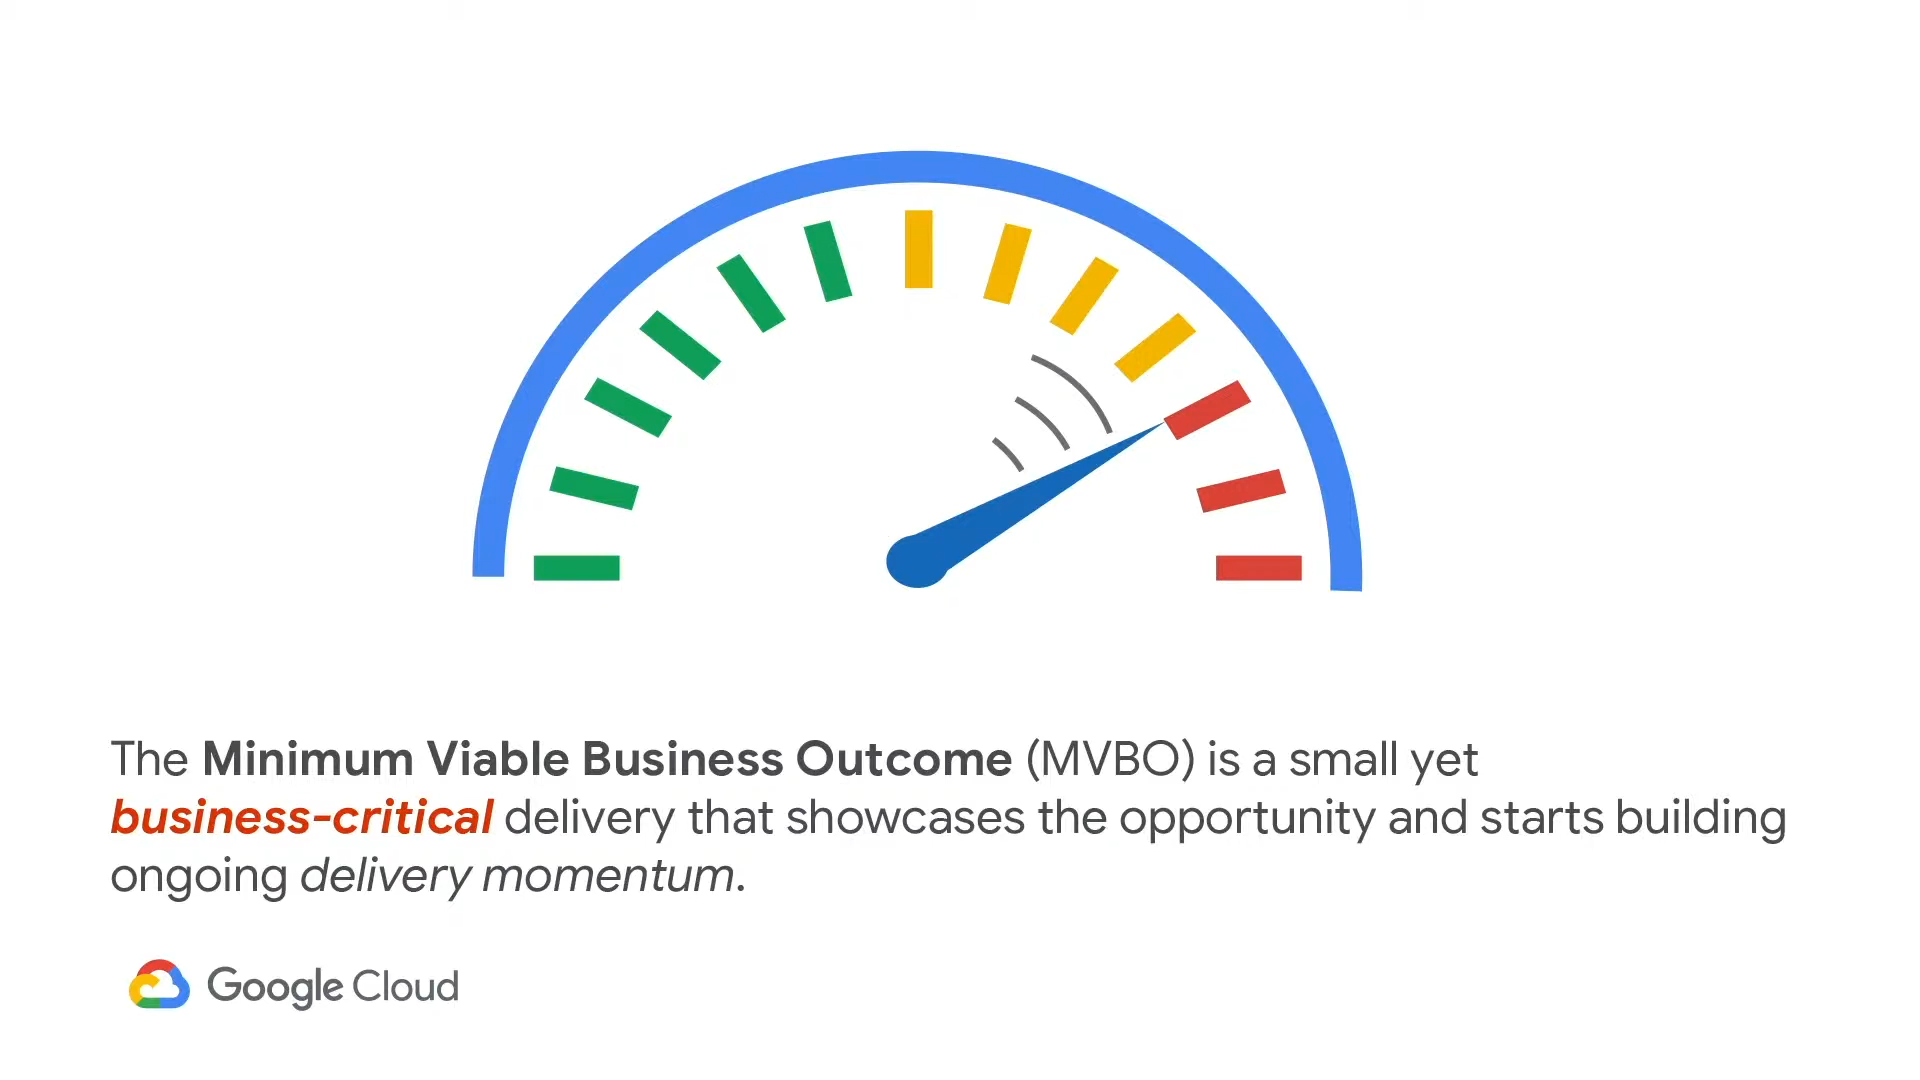 The Minimum Viable Business Outcome (MVBO) is a small yet
business-critical delivery that showcases the opportunity and starts building
ongoing delivery momentum.
Google Cloud